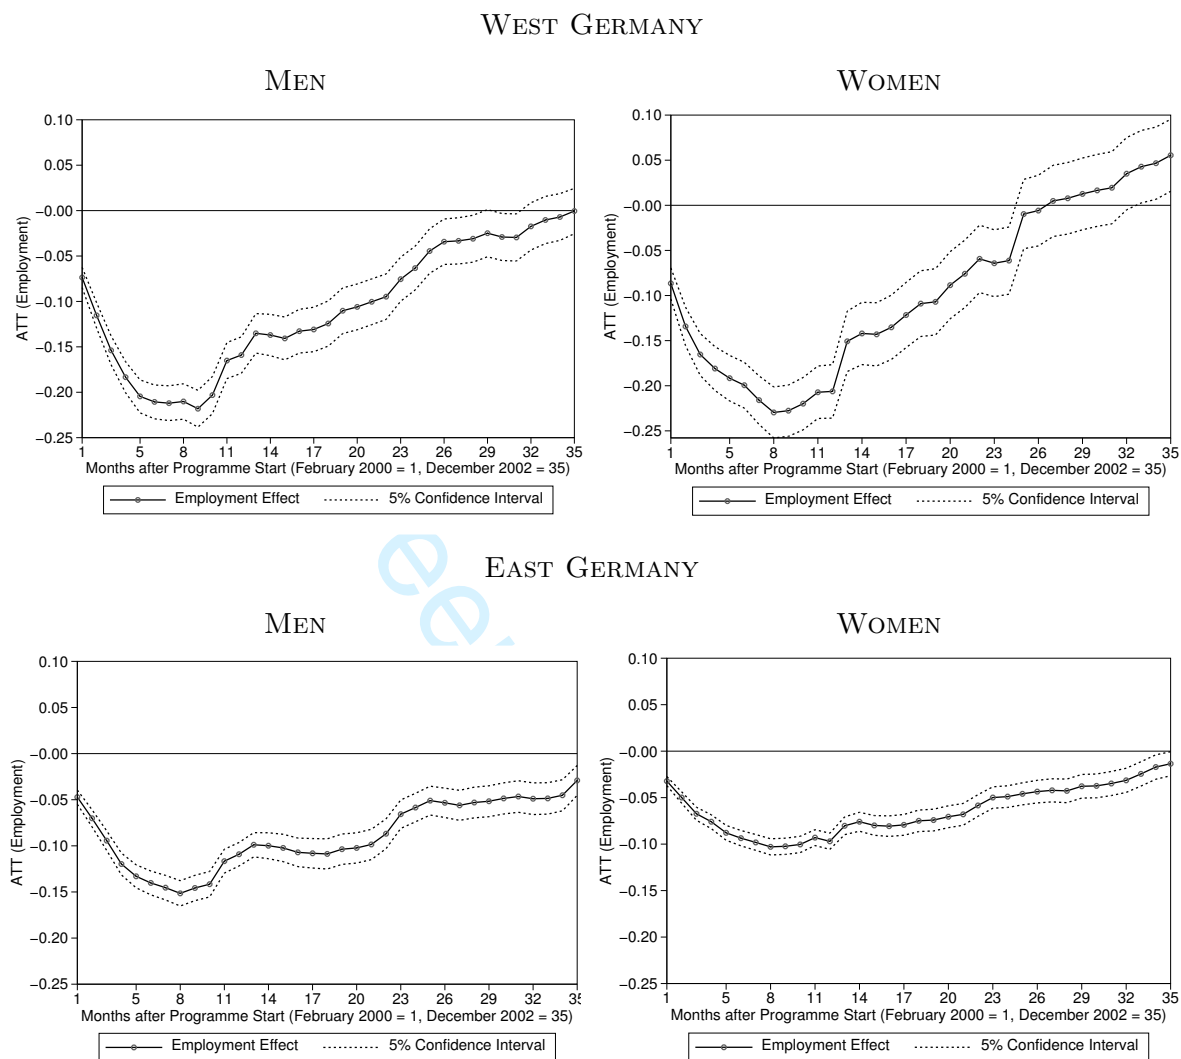 WEST GERMANY
MEN
0.10
0.05
−0.00
−0.05
−0.10
−0.15
−0.20
−0.25
ATT (Employment)
1 5 8 11 14 17 20 23 26 29 32 35
Months after Programme Start (February 2000 = 1, December 2002 = 35)
Employment Effect 5% Confidence Interval
WOMEN
0.10
0.05
−0.00
−0.05
−0.10
−0.15
−0.20
−0.25
ATT (Employment)
1 5 8 11 14 17 20 23 26 29 32 35
Months after Programme Start (February 2000 = 1, December 2002 = 35)
Employment Effect 5% Confidence Interval
EAST GERMANY
MEN
0.10
0.05
−0.00
−0.05
−0.10
−0.15
−0.20
−0.25
ATT (Employment)
1 5 8 11 14 17 20 23 26 29 32 35
Months after Programme Start (February 2000 = 1, December 2002 = 35)
Employment Effect 5% Confidence Interval
WOMEN
0.10
0.05
−0.00
−0.05
−0.10
−0.15
−0.20
−0.25
ATT (Employment)
1 5 8 11 14 17 20 23 26 29 32 35
Months after Programme Start (February 2000 = 1, December 2002 = 35)
Employment Effect 5% Confidence Interval